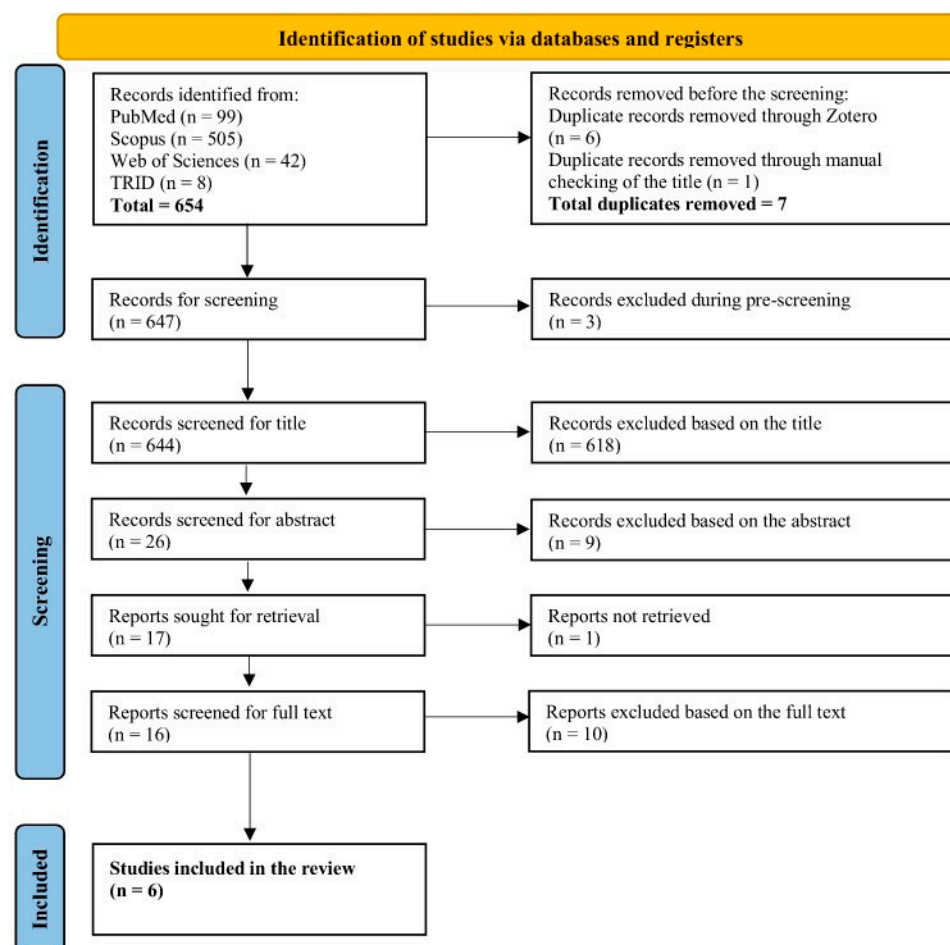 Identification of studies via databases and registers
Identification
Records identified from:
PubMed (n = 99)
Scopus (n = 505)
Web of Sciences (n = 42)
TRID (n = 8)
Total = 654
Records removed before the screening:
Duplicate records removed through Zotero
(n = 6)
Duplicate records removed through manual
checking of the title (n = 1)
Total duplicates removed = 7
Records for screening
(n = 647)
Records excluded during pre-screening
(n = 3)
Screening
Records screened for title
(n = 644)
Records excluded based on the title
(n = 618)
Records screened for abstract
(n = 26)
Records excluded based on the abstract
(n = 9)
Reports sought for retrieval
(n = 17)
Reports not retrieved
(n = 1)
Reports screened for full text
(n = 16)
Reports excluded based on the full text
(n = 10)
Included
Studies included in the review
(n = 6)